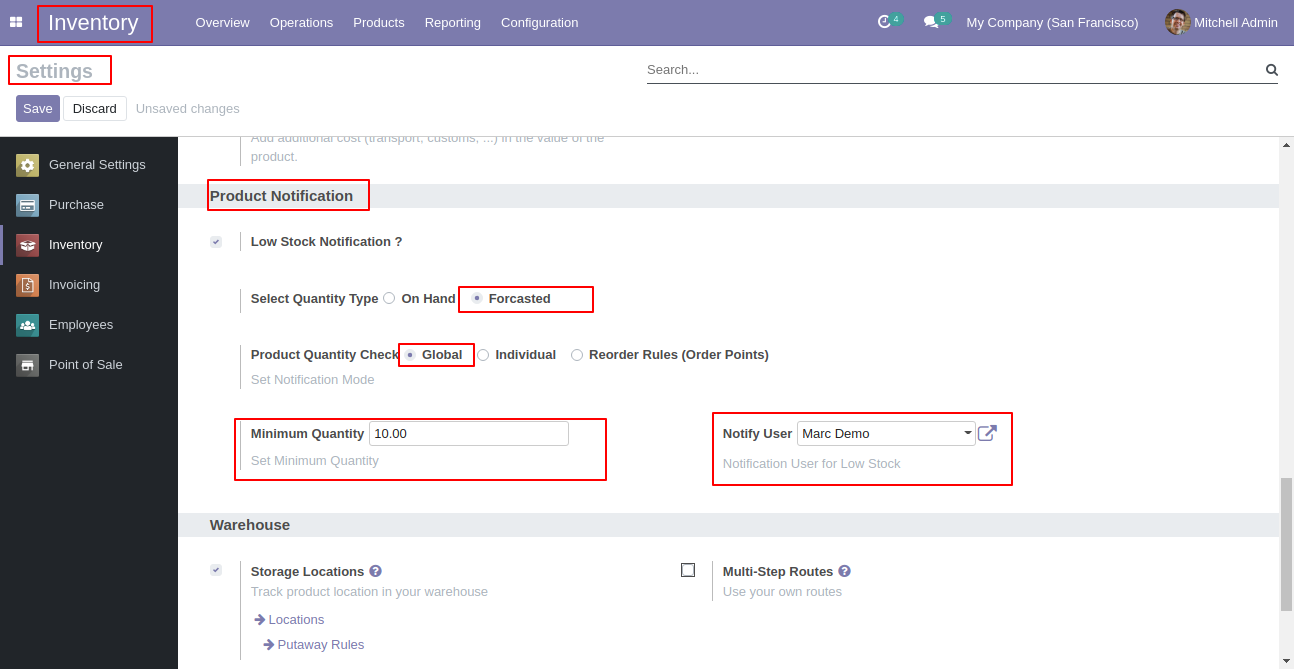 Inventory Overview Operations Products Reporting Configuration 4 5 My Company (San Francisco) Mitchell Admin
Settings
Search...
Save Discard Unsaved changes
General Settings
Purchase
Inventory
Invoicing
Employees
Point of Sale
Add additional cost (transport, customs, ...) in the value of the
product.
Product Notification
Low Stock Notification ?
Select Quantity Type On Hand Forcasted
Product Quantity Check Global Individual Reorder Rules (Order Points)
Set Notification Mode
Minimum Quantity 10.00
Set Minimum Quantity
Notify User Marc Demo
Notification User for Low Stock
Warehouse
Storage Locations ?
Track product location in your warehouse
Locations
Putaway Rules
Multi-Step Routes ?
Use your own routes